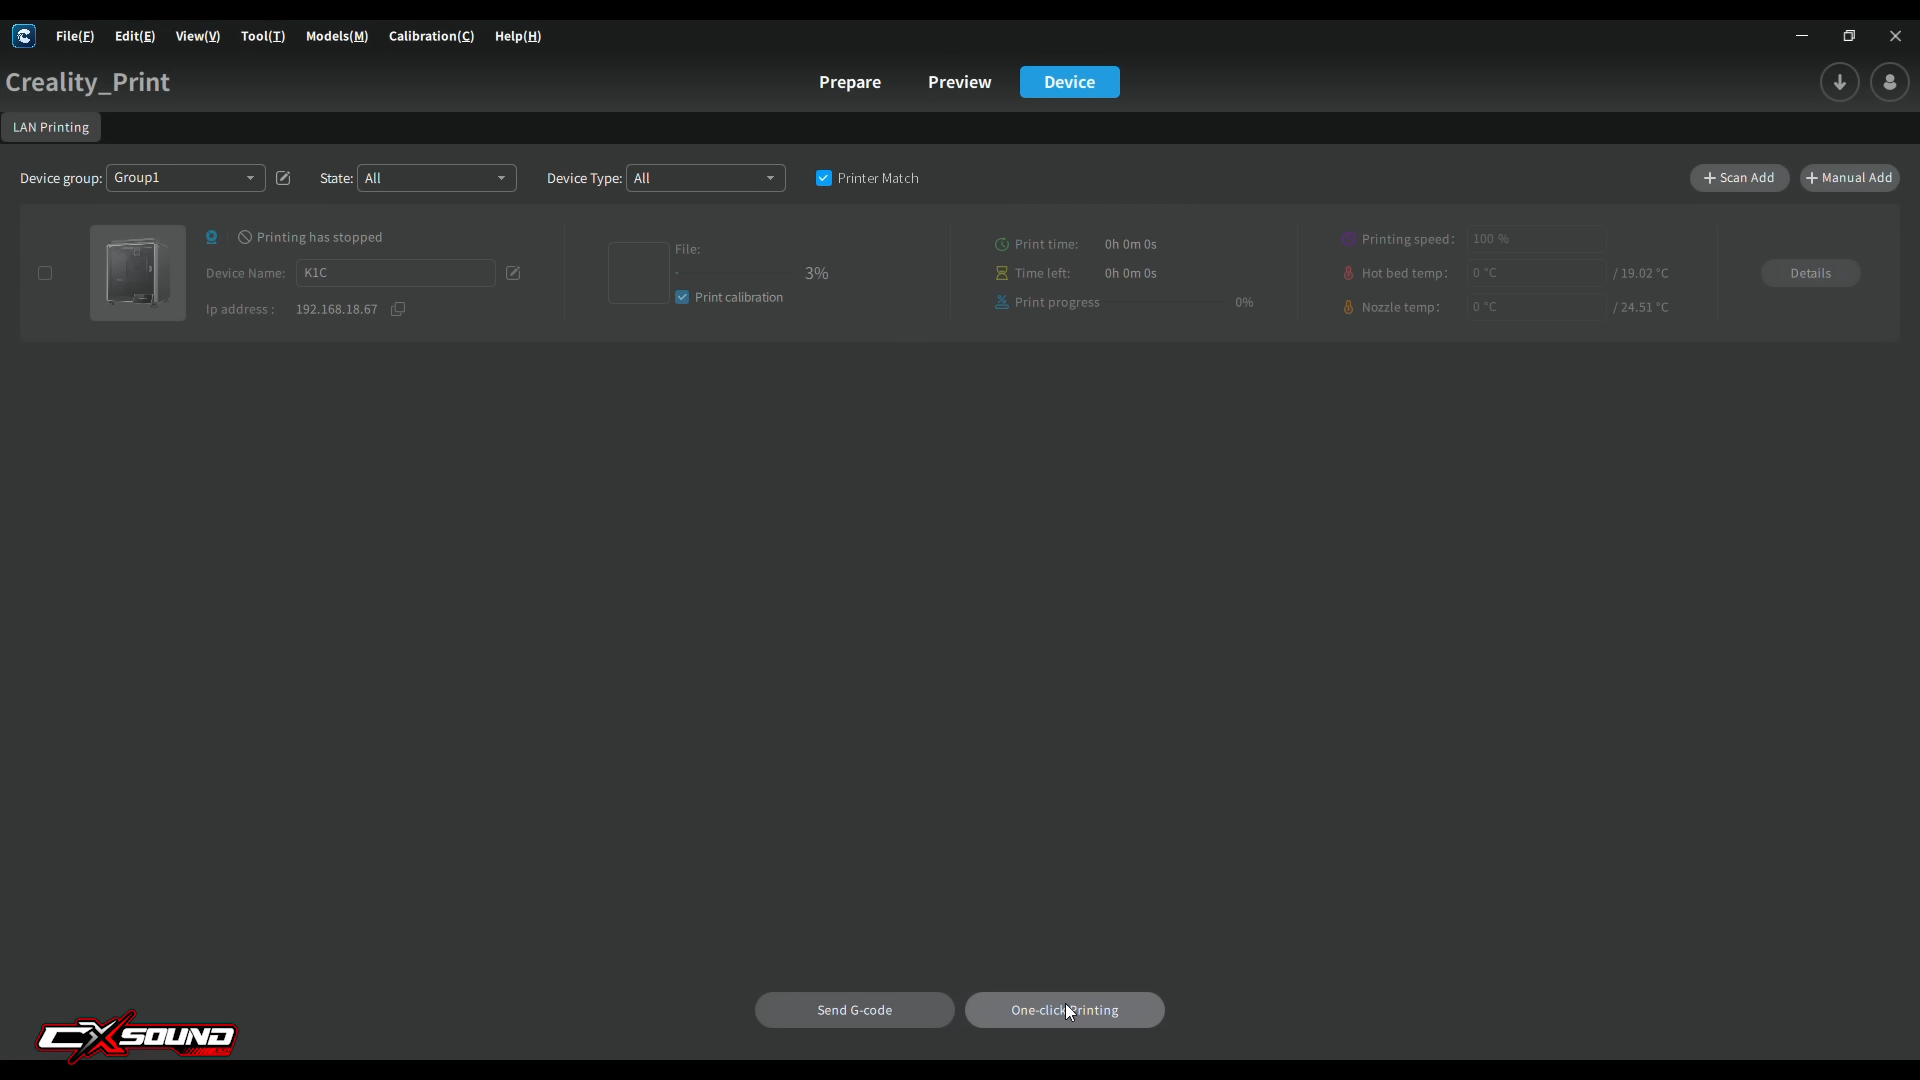 File(F) Edit(E) View(V) Tool(T) Models(M) Calibration(C) Help(H)
Creality_Print Prepare Preview Device
LAN Printing
Device group: Group1 State: All Device Type: All Printer Match + Scan Add + Manual Add
Printing has stopped
Device Name: K1C
Ip address : 192.168.18.67
File:
3%
Print calibration
Print time: 0h 0m 0s
Time left: 0h 0m 0s
Print progress 0%
Printing speed: 100 %
Hot bed temp: 0 °C / 19.02 °C
Nozzle temp: 0 °C / 24.51 °C
Details
Send G-code One-click Printing
CXSOUND